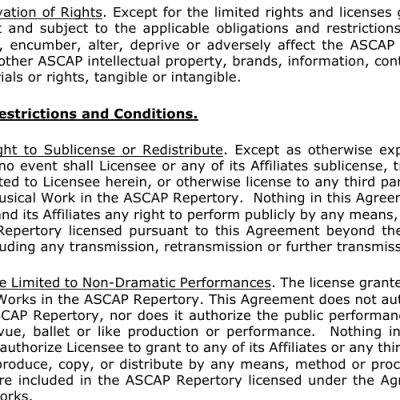 vation of Rights. Except for the limited rights and licenses
t and subject to the applicable obligations and restrictions
, encumber, alter, deprive or adversely affect the ASCAP
other ASCAP intellectual property, brands, information, cont
ials or rights, tangible or intangible.
estrictions and Conditions.
ght to Sublicense or Redistribute. Except as otherwise exp
no event shall Licensee or any of its Affiliates sublicense, t
ted to Licensee herein, or otherwise license to any third par
usical Work in the ASCAP Repertory. Nothing in this Agreen
and its Affiliates any right to perform publicly by any means,
Repertory licensed pursuant to this Agreement beyond the
uding any transmission, retransmission or further transmiss
e Limited to Non-Dramatic Performances. The license grante
Works in the ASCAP Repertory. This Agreement does not aut
SCAP Repertory, nor does it authorize the public performan
vue, ballet or like production or performance. Nothing in
authorize Licensee to grant to any of its Affiliates or any thir
produce, copy, or distribute by any means, method or proc
re included in the ASCAP Repertory licensed under the Ag
orks.